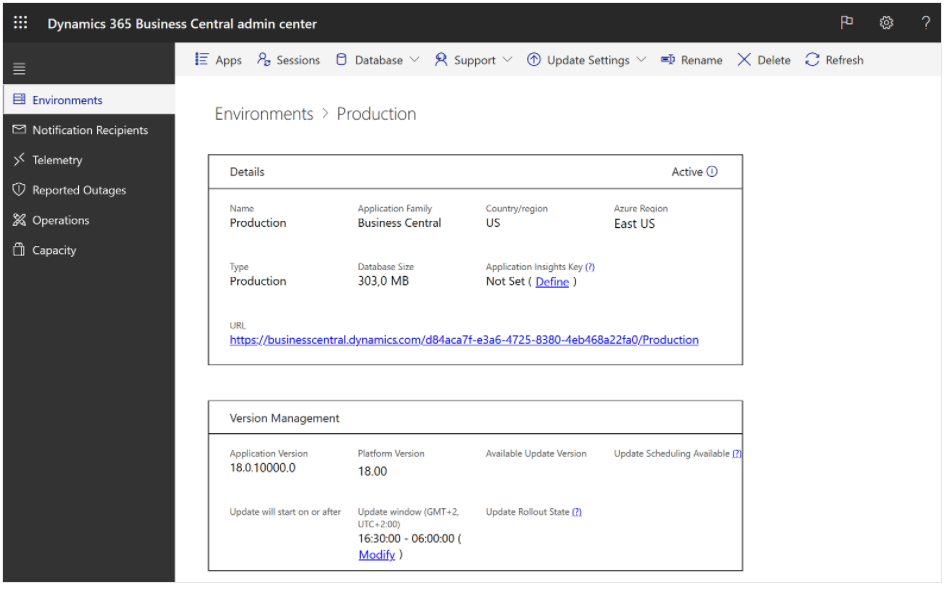 Dynamics 365 Business Central admin center
?
Apps Sessions Database Support Update Settings Rename Delete Refresh
Environments
Notification Recipients
Telemetry
Reported Outages
Operations
Capacity
Environments > Production
Details Active
Name Application Family Country/region Azure Region
Production Business Central US East US
Type Database Size Application Insights Key (?)
Production 303,0 MB Not Set ( Define )
URL
https://businesscentral.dynamics.com/d84aca7f-e3a6-4725-8380-4eb468a22fa0/Production
Version Management
Application Version Platform Version Available Update Version Update Scheduling Available (?)
18.0.10000.0 18.00
Update will start on or after Update window (GMT+2, Update Rollout State (?)
UTC+2:00)
16:30:00 - 06:00:00 (
Modify )